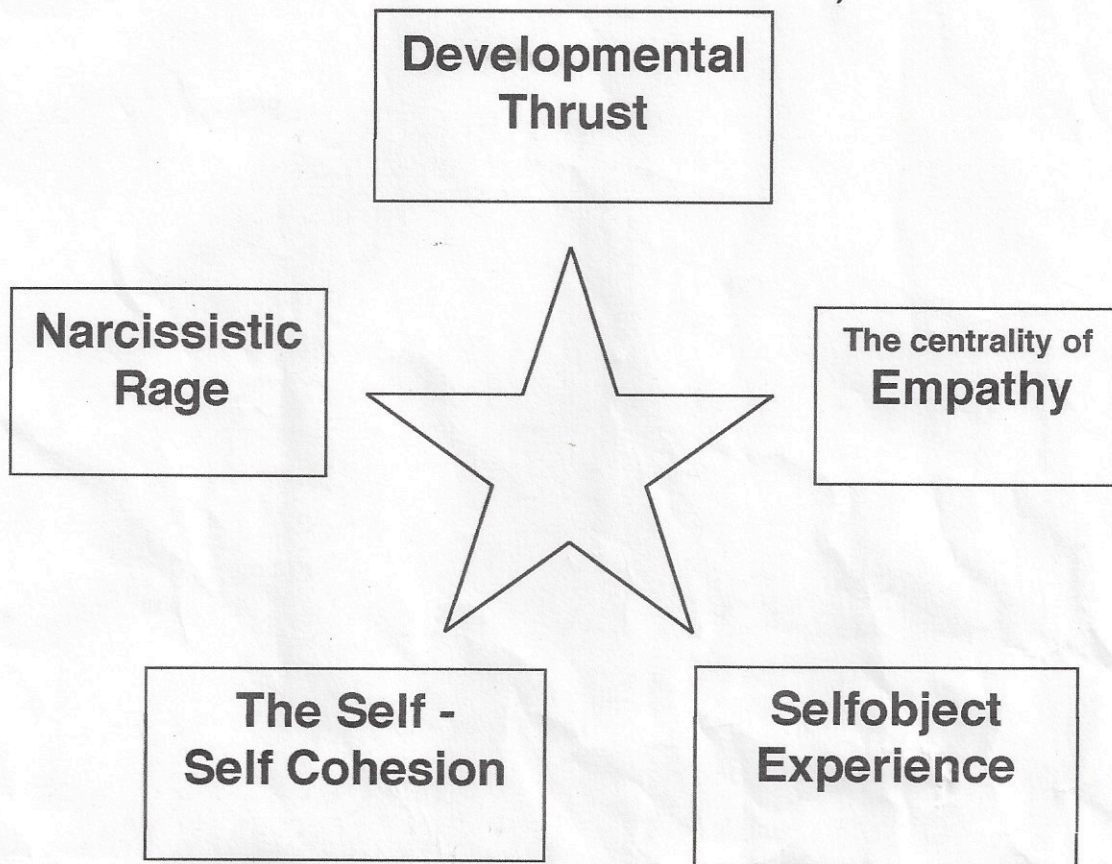 Developmental
Thrust
Narcissistic
Rage
The centrality of
Empathy
The Self -
Self Cohesion
Selfobject
Experience